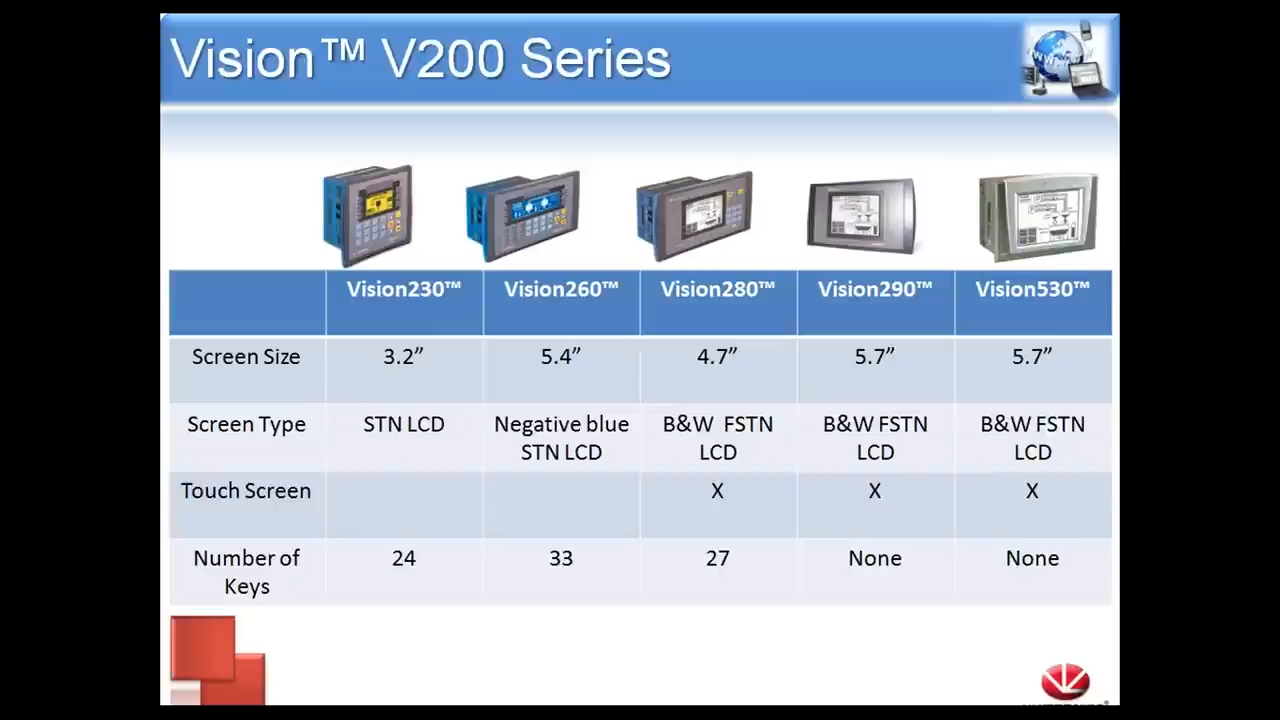 Vision™ V200 Series
Vision230™ Vision260™ Vision280™ Vision290™ Vision530™
Screen Size 3.2” 5.4” 4.7” 5.7” 5.7”
Screen Type STN LCD Negative blue STN LCD B&W FSTN LCD B&W FSTN LCD B&W FSTN LCD
Touch Screen X X X
Number of Keys 24 33 27 None None